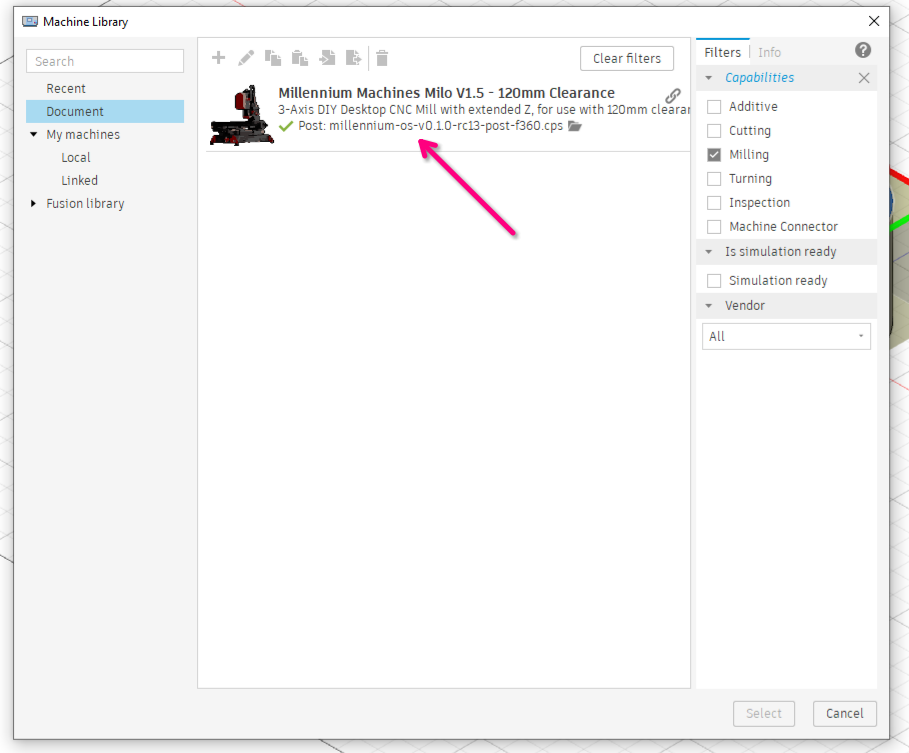 Machine Library
Search
Recent
Document
My machines
Local
Linked
Fusion library
Clear filters
Millennium Machines Milo V1.5 - 120mm Clearance
3-Axis DIY Desktop CNC Mill with extended Z, for use with 120mm clearar
Post: millennium-os-v0.1.0-rc13-post-f360.cps
Filters
Info
Capabilities
Additive
Cutting
Milling
Turning
Inspection
Machine Connector
Is simulation ready
Simulation ready
Vendor
All
Select
Cancel